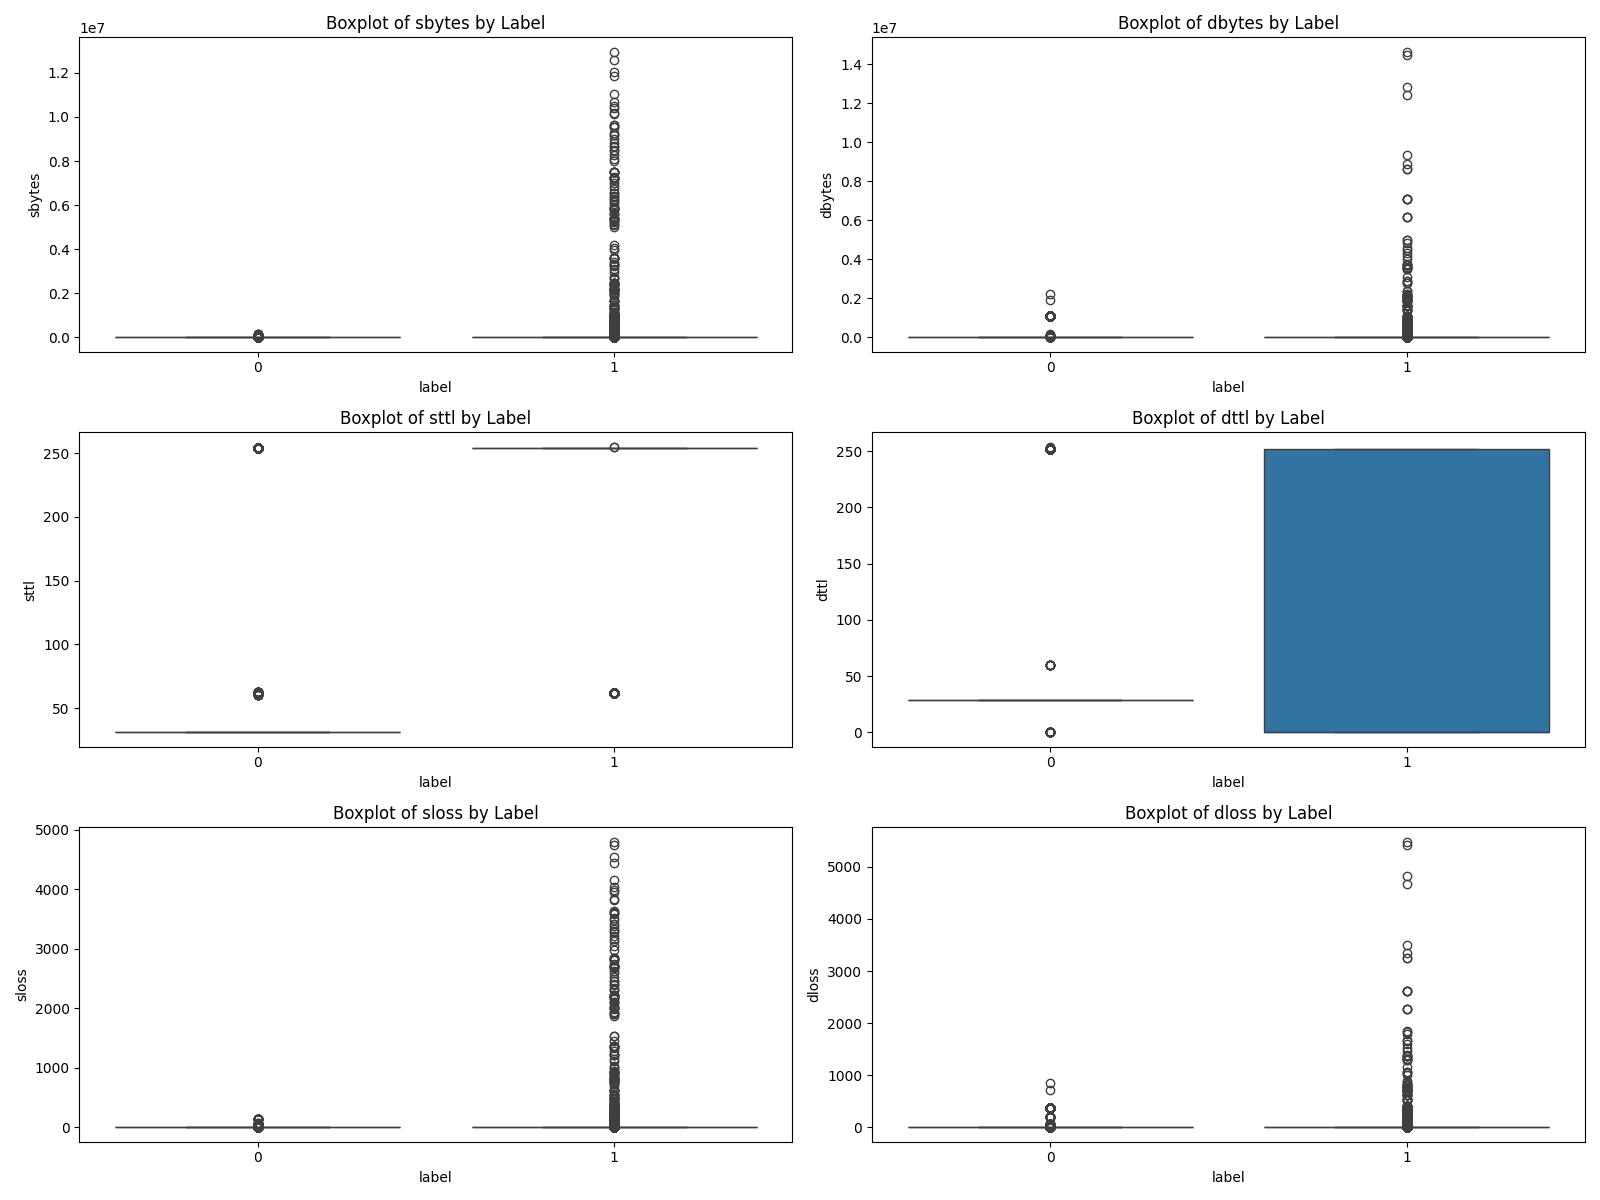 Boxplot of sbytes by Label
1e7
1.2
1.0
0.8
0.6
0.4
0.2
0.0
sbytes
0
1
label
Boxplot of dbytes by Label
1e7
1.4
1.2
1.0
0.8
0.6
0.4
0.2
0.0
dbytes
0
1
label
Boxplot of sttl by Label
250
200
150
100
50
sttl
0
1
label
Boxplot of dttl by Label
250
200
150
100
50
0
dttl
0
1
label
Boxplot of sloss by Label
5000
4000
3000
2000
1000
0
sloss
0
1
label
Boxplot of dloss by Label
5000
4000
3000
2000
1000
0
dloss
0
1
label